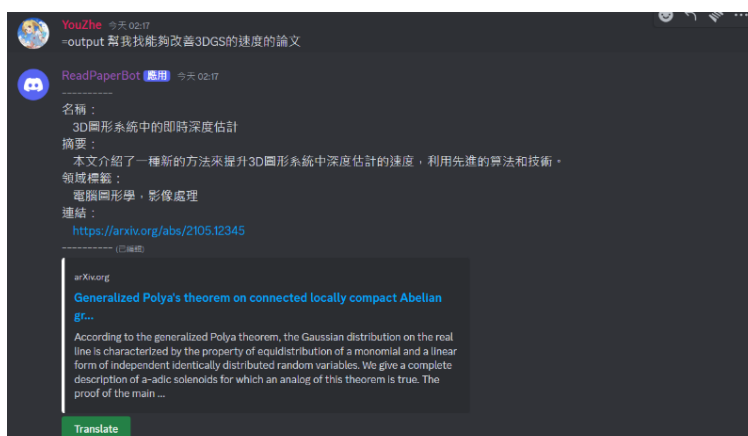 YouZhe 今天 02:17
=output 幫我找能夠改善3DGS的速度的論文
ReadPaperBot 應用 今天 02:17
----------
名稱：
3D圖形系統中的即時深度估計
摘要：
本文介紹了一種新的方法來提升3D圖形系統中深度估計的速度，利用先進的算法和技術。
領域標籤：
電腦圖形學，影像處理
連結：
https://arxiv.org/abs/2105.12345
---------- (已編輯)
arXiv.org
Generalized Polya's theorem on connected locally compact Abelian
gr...
According to the generalized Polya theorem, the Gaussian distribution on the real
line is characterized by the property of equidistribution of a monomial and a linear
form of independent identically distributed random variables. We give a complete
description of a-adic solenoids for which an analog of this theorem is true. The
proof of the main ...
Translate